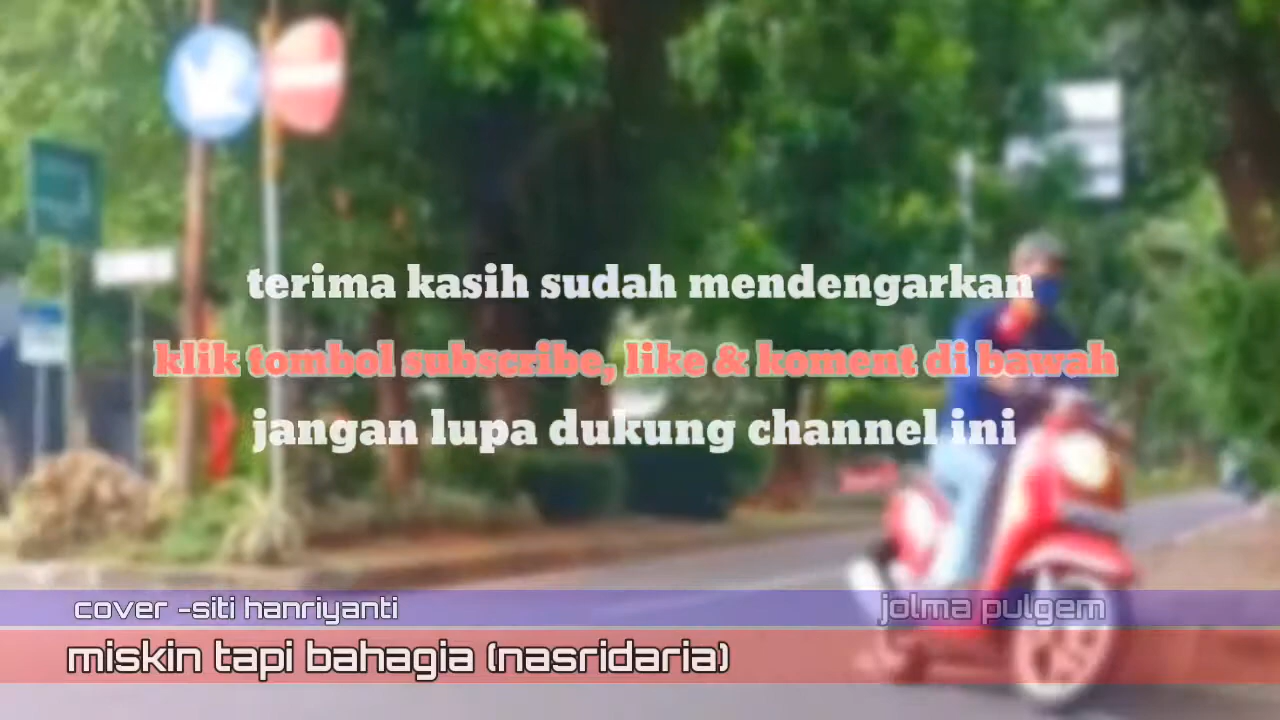 terima kasih sudah mendengarkan
klik tombol subscribe, like & koment di bawah
jangan lupa dukung channel ini
cover -siti hanriyanti
jolma pulgem
miskin tapi bahagia (nasridaria)